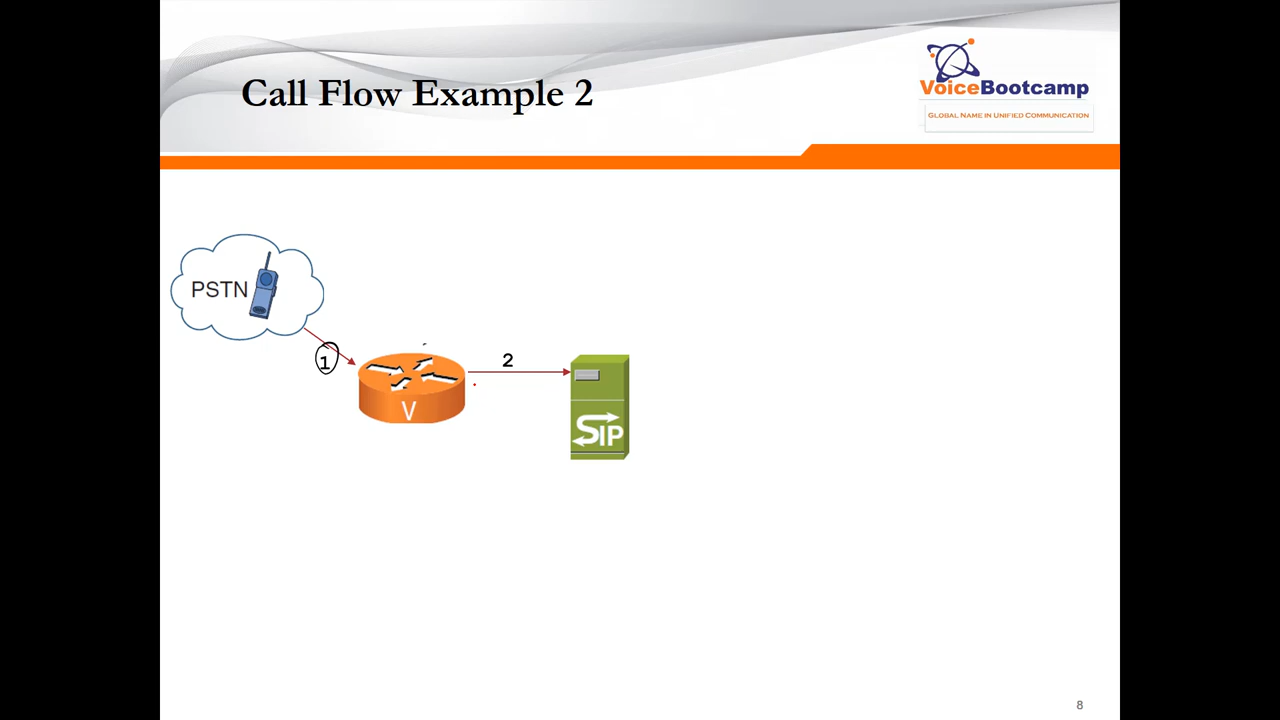 Call Flow Example 2
VoiceBootcamp
GLOBAL NAME IN UNIFIED COMMUNICATION
PSTN
1
2
V
SIP
8